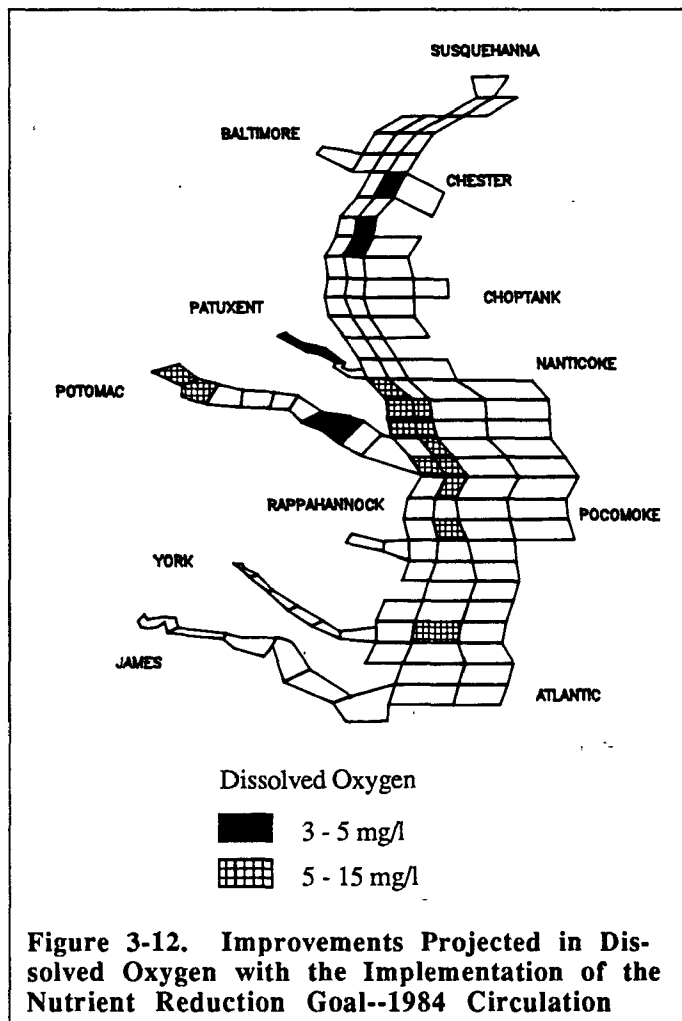 SUSQUEHANNA
BALTIMORE
CHESTER
CHOPTANK
PATUXENT
NANTICOKE
POTOMAC
RAPPAHANNOCK
POCOMOKE
YORK
JAMES
ATLANTIC
Dissolved Oxygen
3 - 5 mg/l
5 - 15 mg/l
Figure 3-12. Improvements Projected in Dis-
solved Oxygen with the Implementation of the
Nutrient Reduction Goal--1984 Circulation